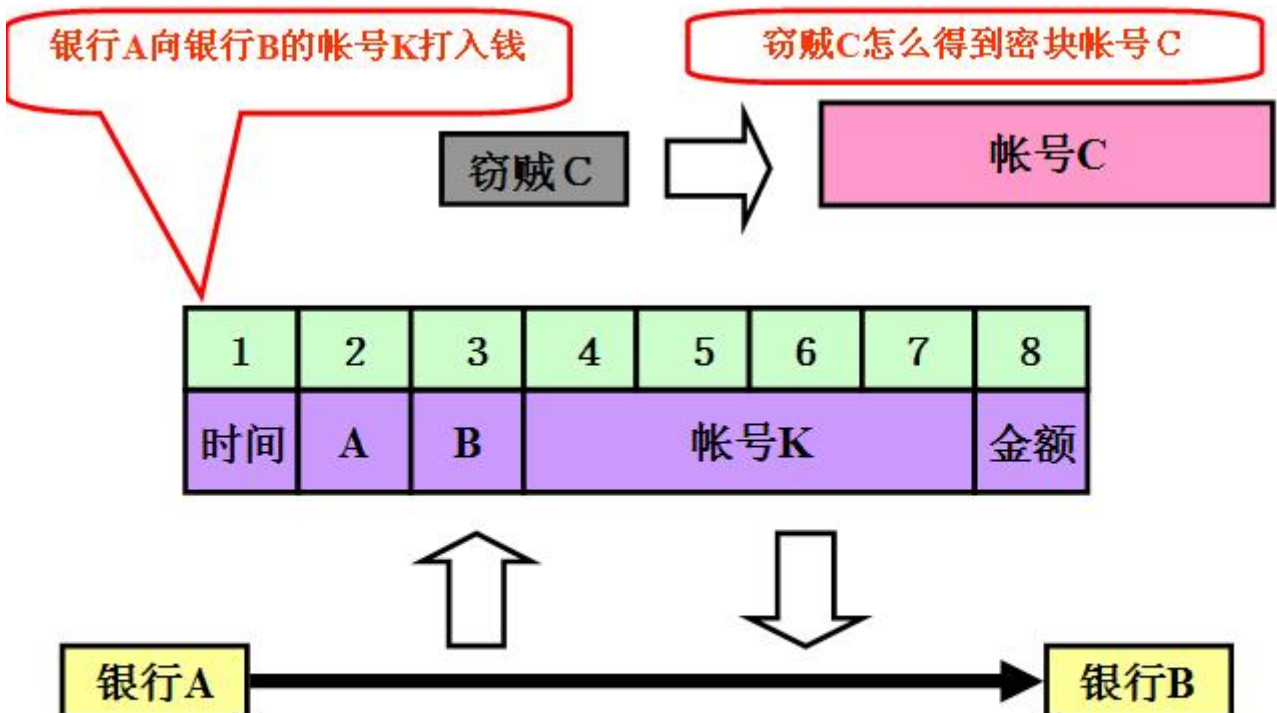 银行A向银行B的帐号K打入钱
窃贼C怎么得到密块帐号C
窃贼C
帐号C
1 2 3 4 5 6 7 8
时间 A B 帐号K 金额
银行A
银行B